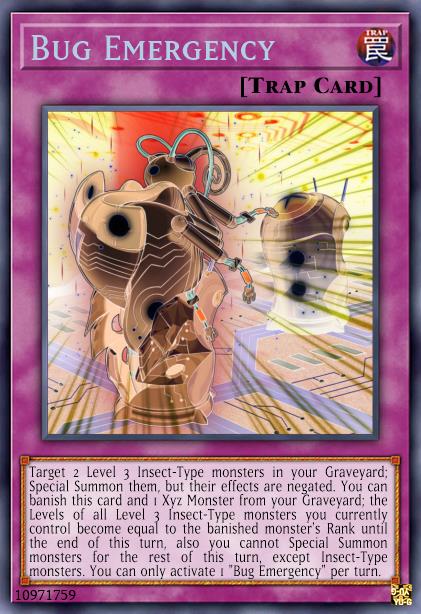 Bug Emergency
TRAP
罠
[Trap Card]
Target 2 Level 3 Insect-Type monsters in your Graveyard;
Special Summon them, but their effects are negated. You can
banish this card and 1 Xyz Monster from your Graveyard; the
Levels of all Level 3 Insect-Type monsters you currently
control become equal to the banished monster's Rank until
the end of this turn, also you cannot Special Summon
monsters for the rest of this turn, except Insect-Type
monsters. You can only activate 1 "Bug Emergency" per turn.
10971759